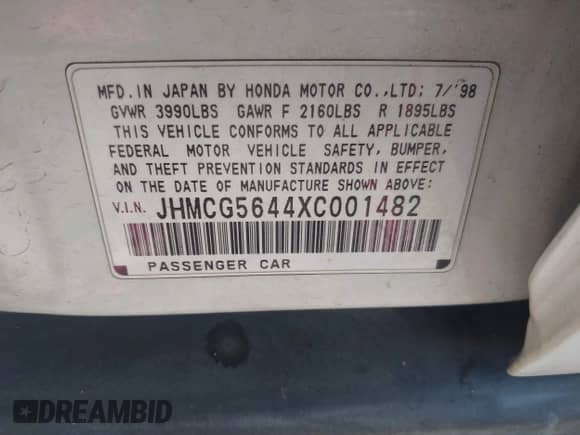 MFD. IN JAPAN BY HONDA MOTOR CO.,LTD; 7/'98
GVWR 3990LBS GAWR F 2160LBS R 1895LBS
THIS VEHICLE CONFORMS TO ALL APPLICABLE
FEDERAL MOTOR VEHICLE SAFETY, BUMPER,
AND THEFT PREVENTION STANDARDS IN EFFECT
ON THE DATE OF MANUFACTURE SHOWN ABOVE:
V.I.N. JHMCG5644XC001482
PASSENGER CAR
DREAMBID